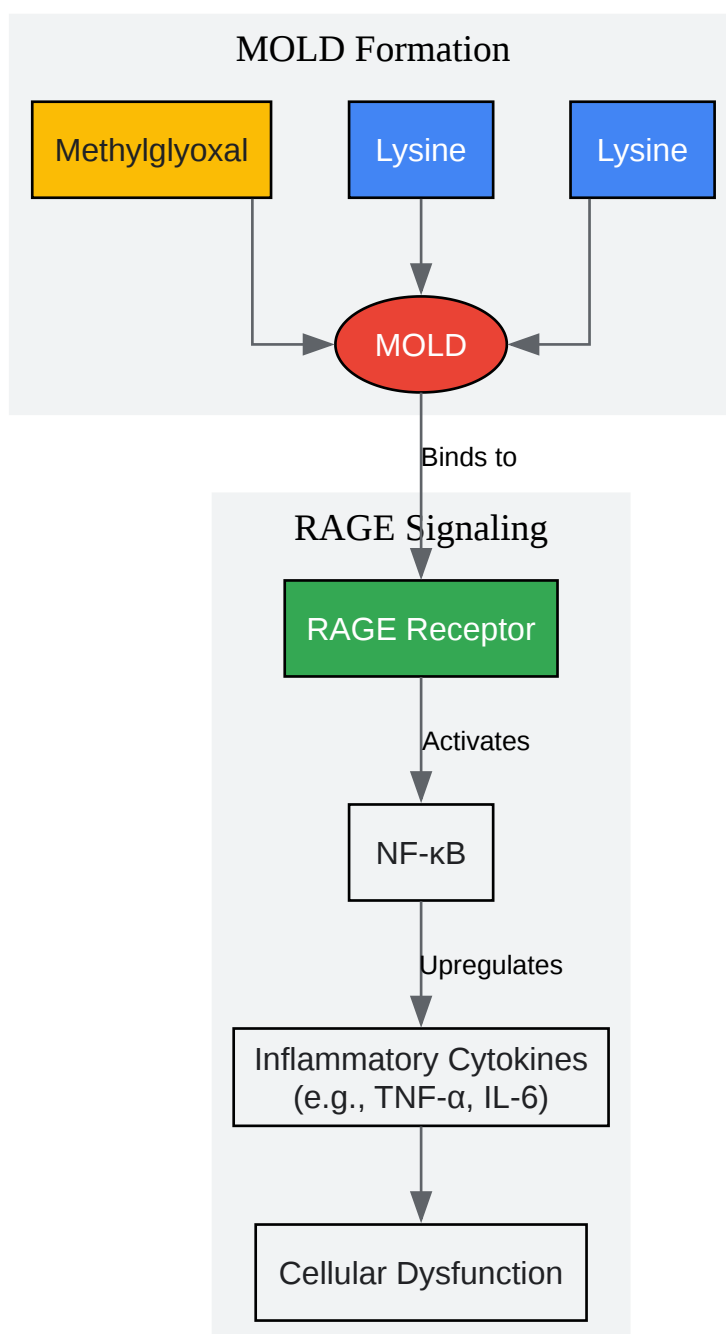 MOLD Formation
Methylglyoxal
Lysine
Lysine
MOLD
Binds to
RAGE Signaling
RAGE Receptor
Activates
NF-κB
Upregulates
Inflammatory Cytokines
(e.g., TNF-α, IL-6)
Cellular Dysfunction